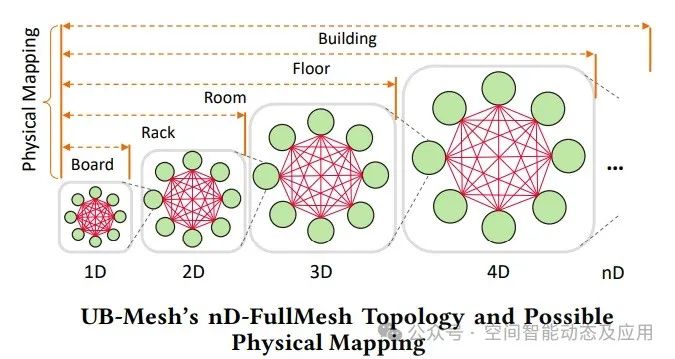 Physical Mapping
Building
Floor
Room
Rack
Board
1D
2D
3D
4D
nD
...
UB-Mesh's nD-FullMesh Topology and Possible
Physical Mapping
公众号 · 空间智能动态及应用